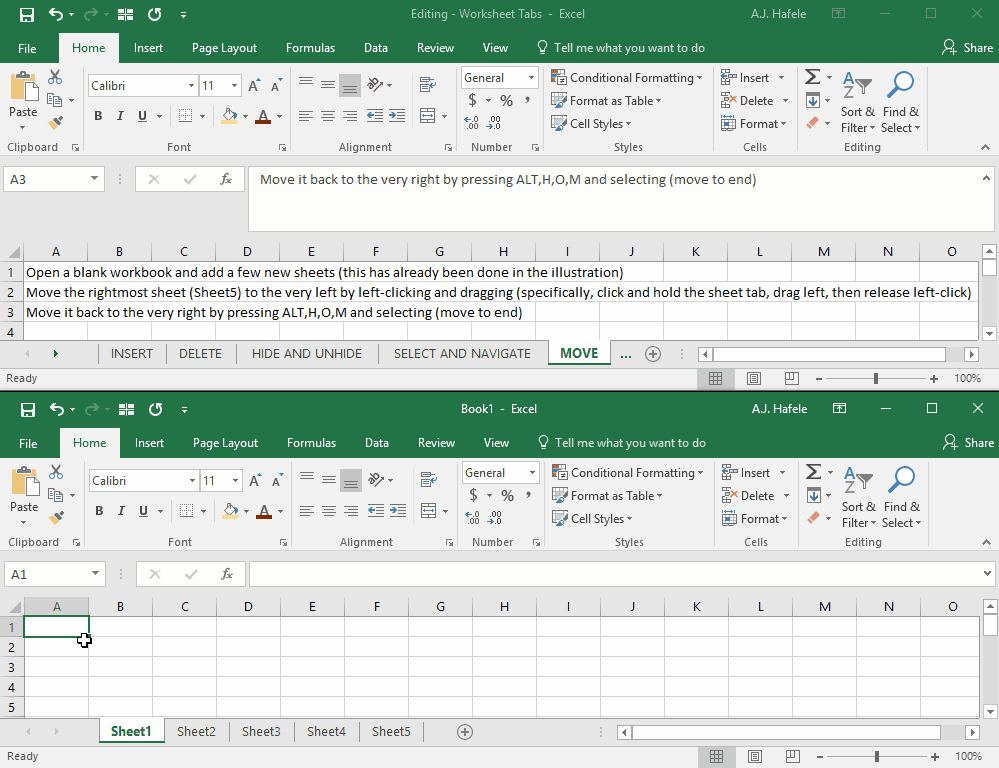 Editing - Worksheet Tabs - Excel A.J. Hafele
File Home Insert Page Layout Formulas Data Review View Tell me what you want to do Share
Paste Calibri 11 A A General Conditional Formatting Insert
B I U A $ % , Format as Table Delete Sort & Find &
Cell Styles Format Filter Select
Clipboard Font Alignment Number Styles Cells Editing
A3 fx Move it back to the very right by pressing ALT,H,O,M and selecting (move to end)
A B C D E F G H I J K L M N O
1 Open a blank workbook and add a few new sheets (this has already been done in the illustration)
2 Move the rightmost sheet (Sheet5) to the very left by left-clicking and dragging (specifically, click and hold the sheet tab, drag left, then release left-click)
3 Move it back to the very right by pressing ALT,H,O,M and selecting (move to end)
4
INSERT DELETE HIDE AND UNHIDE SELECT AND NAVIGATE MOVE ...
Ready 100%
Book1 - Excel A.J. Hafele
File Home Insert Page Layout Formulas Data Review View Tell me what you want to do Share
Paste Calibri 11 A A General Conditional Formatting Insert
B I U A $ % , Format as Table Delete Sort & Find &
Cell Styles Format Filter Select
Clipboard Font Alignment Number Styles Cells Editing
A1 fx
A B C D E F G H I J K L M N O
1
2
3
4
5
Sheet1 Sheet2 Sheet3 Sheet4 Sheet5
Ready 100%